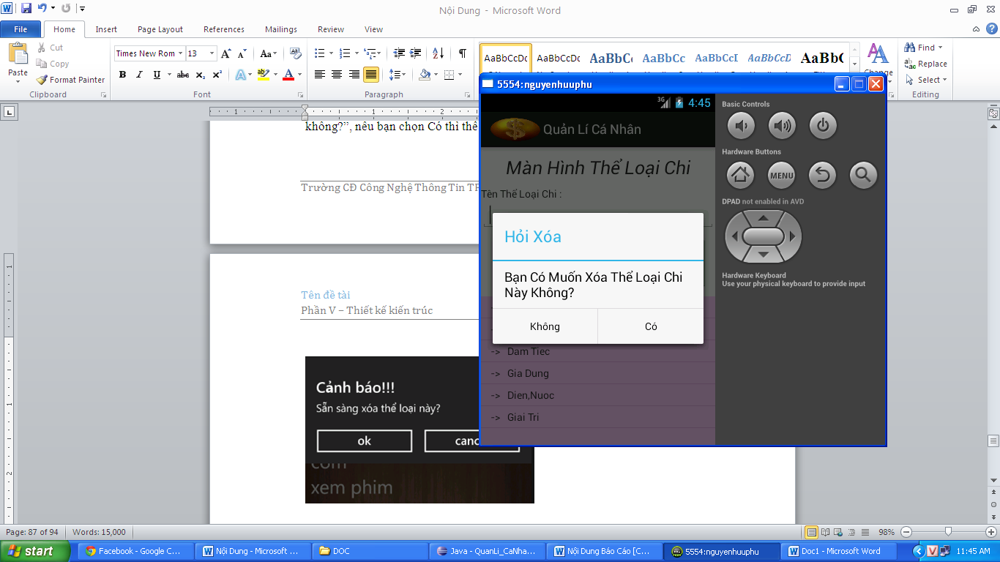 Nội Dung - Microsoft Word
File Home Insert Page Layout References Mailings Review View
Paste
Cut
Copy
Format Painter
Clipboard
Times New Rom 13
Font
Paragraph
AaBbCcDc AaBbCcDc AaBbC AaBbCc AaBbCcI AaBbCcD AaBbC
Change
Find
Replace
Select
Editing
không?”, nêu bạn chọn Có thì thê
Trường CĐ Công Nghệ Thông Tin TP
Tên đề tài
Phần V – Thiết kế kiến trúc
Cảnh báo!!!
Sẵn sàng xóa thể loại này?
ok
canc
com
xem phim
5554:nguyenhuuphu
3G 4:45
Quản Lí Cá Nhân
Màn Hình Thể Loại Chi
Tên Thể Loại Chi :
Hỏi Xóa
Bạn Có Muốn Xóa Thể Loại Chi
Này Không?
Không Có
-> Dam Tiec
-> Gia Dung
-> Dien,Nuoc
-> Giai Tri
Basic Controls
Hardware Buttons
MENU
DPAD not enabled in AVD
Hardware Keyboard
Use your physical keyboard to provide input
Page: 87 of 94 Words: 15,000 98%
start
Facebook - Google C...
Nội Dung - Microsoft ...
DOC
Java - QuanLi_CaNha...
Nội Dung Báo Cáo [C...
5554:nguyenhuuphu
Doc1 - Microsoft Word
11:45 AM